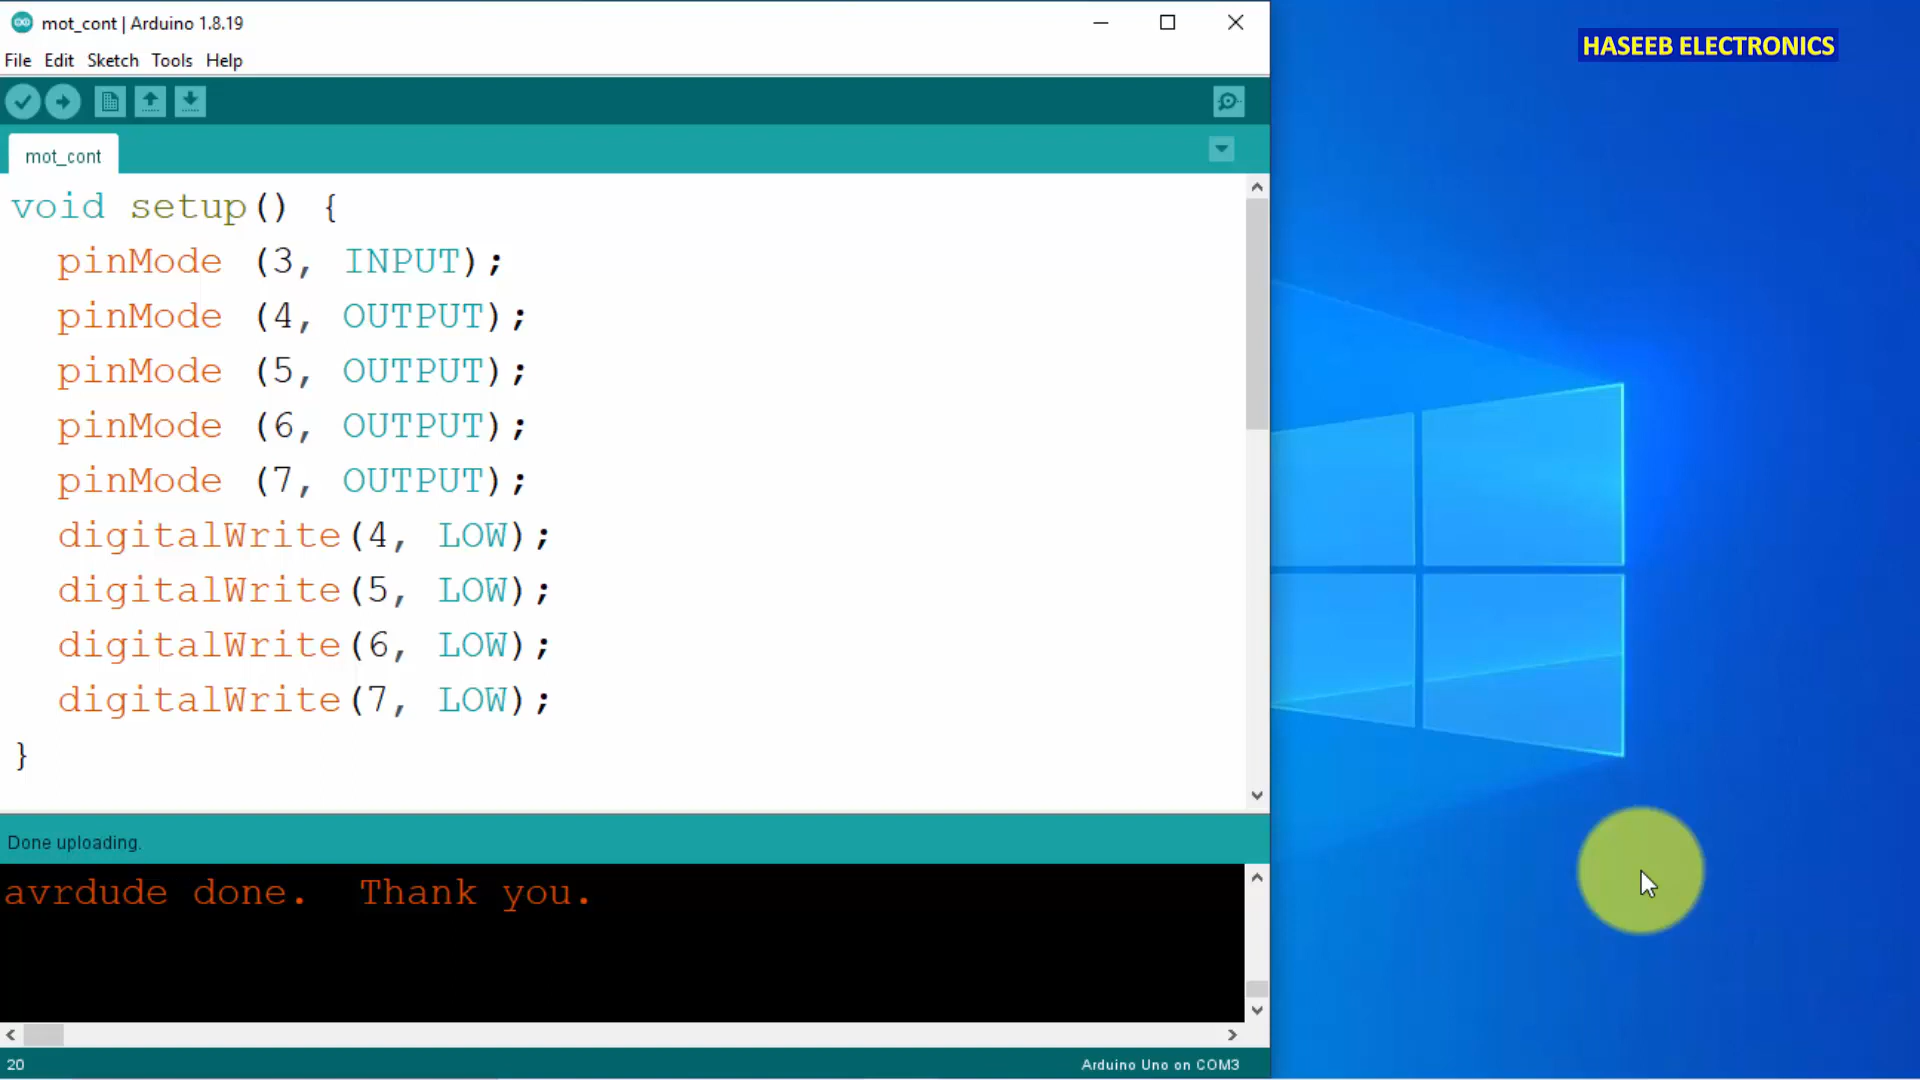 mot_cont | Arduino 1.8.19
HASEEB ELECTRONICS
File Edit Sketch Tools Help
mot_cont
void setup() {
  pinMode (3, INPUT);
  pinMode (4, OUTPUT);
  pinMode (5, OUTPUT);
  pinMode (6, OUTPUT);
  pinMode (7, OUTPUT);
  digitalWrite(4, LOW);
  digitalWrite(5, LOW);
  digitalWrite(6, LOW);
  digitalWrite(7, LOW);
}
Done uploading.
avrdude done.  Thank you.
20
Arduino Uno on COM3